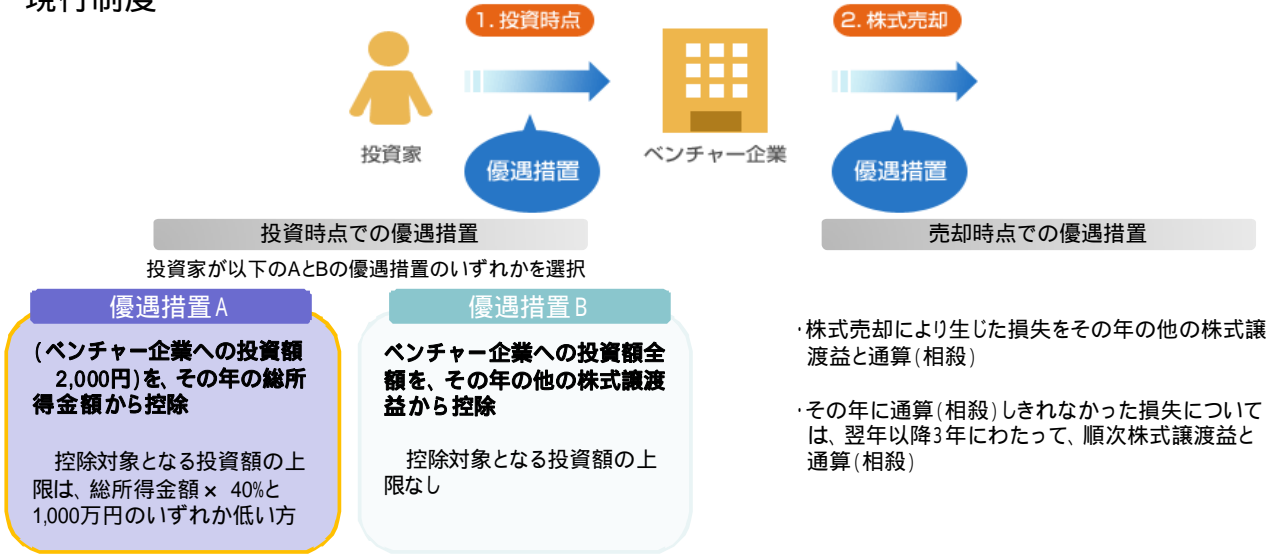 現行制度
1.投資時点
2.株式売却
投資家
優遇措置
ベンチャー企業
優遇措置
投資時点での優遇措置
売却時点での優遇措置
投資家が以下のAとBの優遇措置のいずれかを選択
優遇措置A
(ベンチャー企業への投資額
2,000円)を、その年の総所
得金額から控除
控除対象となる投資額の上
限は、総所得金額× 40%と
1,000万円のいずれか低い方
優遇措置B
ベンチャー企業への投資額全
額を、その年の他の株式譲渡
益から控除
控除対象となる投資額の上
限なし
・株式売却により生じた損失をその年の他の株式譲
渡益と通算(相殺)
・その年に通算(相殺)しきれなかった損失について
は、翌年以降3年にわたって、順次株式譲渡益と
通算(相殺)